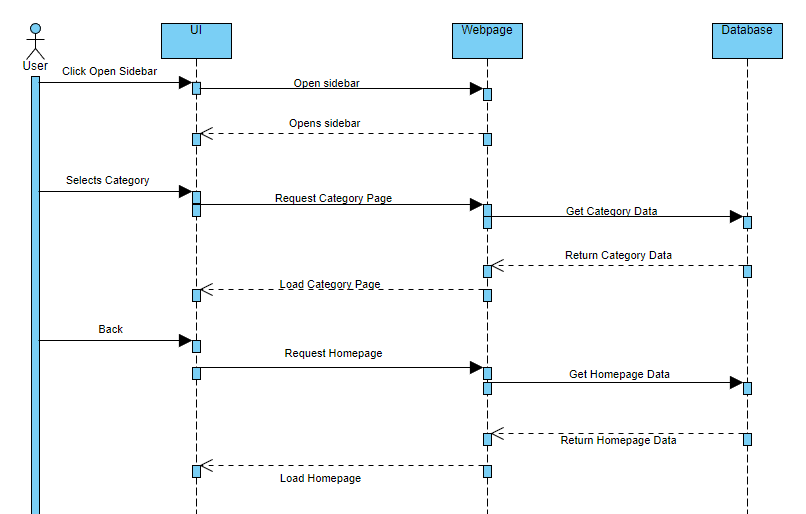 UI
Webpage
Database
User
Click Open Sidebar
Open sidebar
Opens sidebar
Selects Category
Request Category Page
Get Category Data
Return Category Data
Load Category Page
Back
Request Homepage
Get Homepage Data
Return Homepage Data
Load Homepage